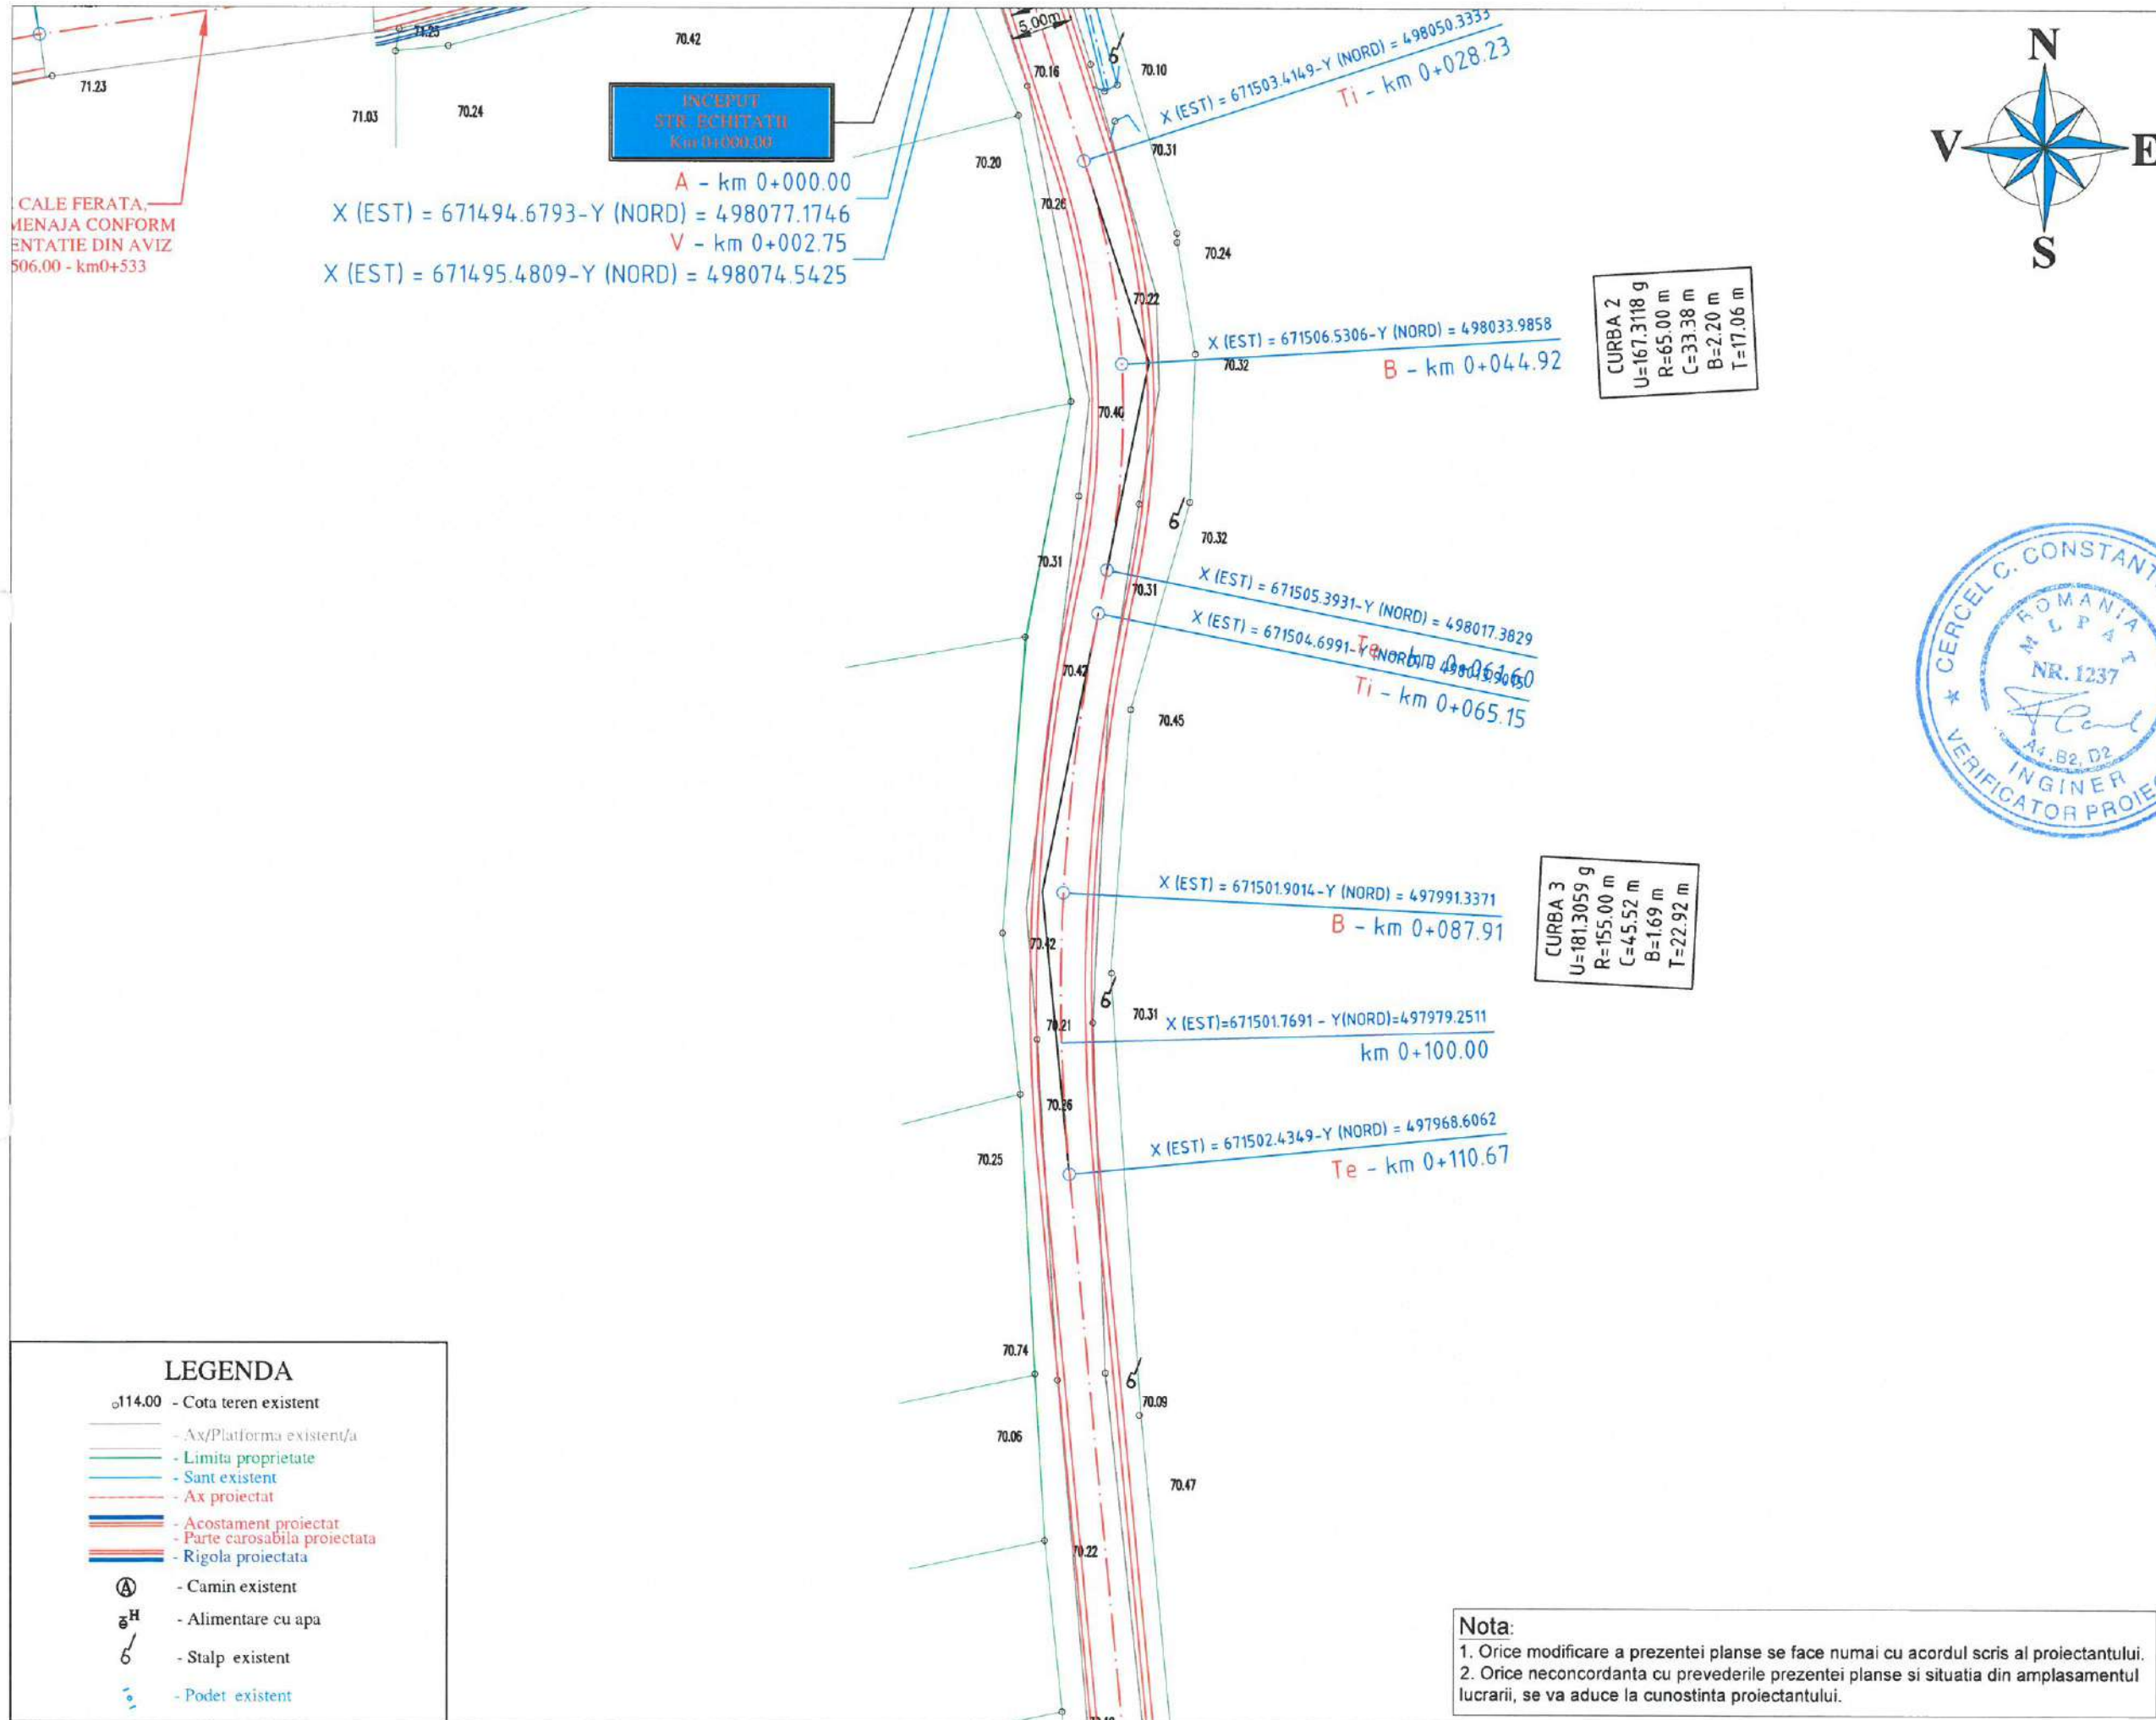 5.00m
71.25
70.42
71.23
71.03
70.24
70.16
70.10
INCEPUT
STR. ECHITATII
Km 0+000.00
X (EST) = 671503.4149-Y (NORD) = 498050.3333
Ti - km 0+028.23
N
V
E
S
70.20
70.31
70.26
70.24
A - km 0+000.00
X (EST) = 671494.6793-Y (NORD) = 498077.1746
V - km 0+002.75
X (EST) = 671495.4809-Y (NORD) = 498074.5425
CALE FERATA,
MENAJA CONFORM
ENTATIE DIN AVIZ
506.00 - km0+533
70.22
X (EST) = 671506.5306-Y (NORD) = 498033.9858
70.32
B - km 0+044.92
CURBA 2
U=167.3118 g
R=65.00 m
C=33.38 m
B=2.20 m
T=17.06 m
70.40
70.32
70.31
70.31
X (EST) = 671505.3931-Y (NORD) = 498017.3829
Te - km 0+061.60
X (EST) = 671504.6991-Y (NORD) =
Ti - km 0+065.15
70.42
70.45
CERCEL C. CONSTANT
ROMANIA
M L P A T
NR. 1237
A4, B2, D2
INGINER
VERIFICATOR PROIE
X (EST) = 671501.9014-Y (NORD) = 497991.3371
B - km 0+087.91
CURBA 3
U=181.3059 g
R=155.00 m
C=45.52 m
B=1.69 m
T=22.92 m
70.42
70.21
70.31
X (EST)=671501.7691 - Y(NORD)=497979.2511
km 0+100.00
70.26
70.25
X (EST) = 671502.4349-Y (NORD) = 497968.6062
Te - km 0+110.67
70.74
70.09
70.06
70.47
70.22
LEGENDA
114.00 - Cota teren existent
- Ax/Platforma existent/a
- Limita proprietate
- Sant existent
- Ax proiectat
- Acostament proiectat
- Parte carosabila proiectata
- Rigola proiectata
A - Camin existent
H - Alimentare cu apa
- Stalp existent
- Podet existent
Nota:
1. Orice modificare a prezentei planse se face numai cu acordul scris al proiectantului.
2. Orice neconcordanta cu prevederile prezentei planse si situatia din amplasamentul
lucrarii, se va aduce la cunostinta proiectantului.